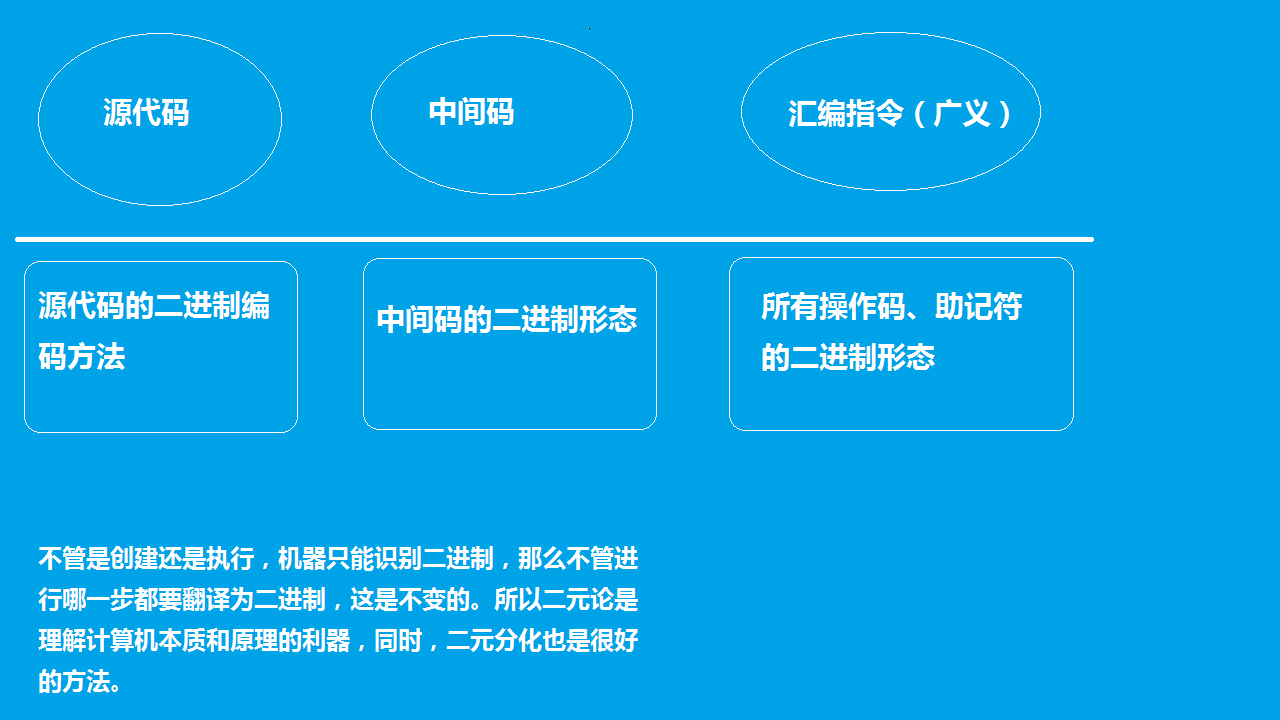 源代码
中间码
汇编指令（广义）
源代码的二进制编
码方法
中间码的二进制形态
所有操作码、助记符
的二进制形态
不管是创建还是执行，机器只能识别二进制，那么不管进
行哪一步都要翻译为二进制，这是不变的。所以二元论是
理解计算机本质和原理的利器，同时，二元分化也是很好
的方法。